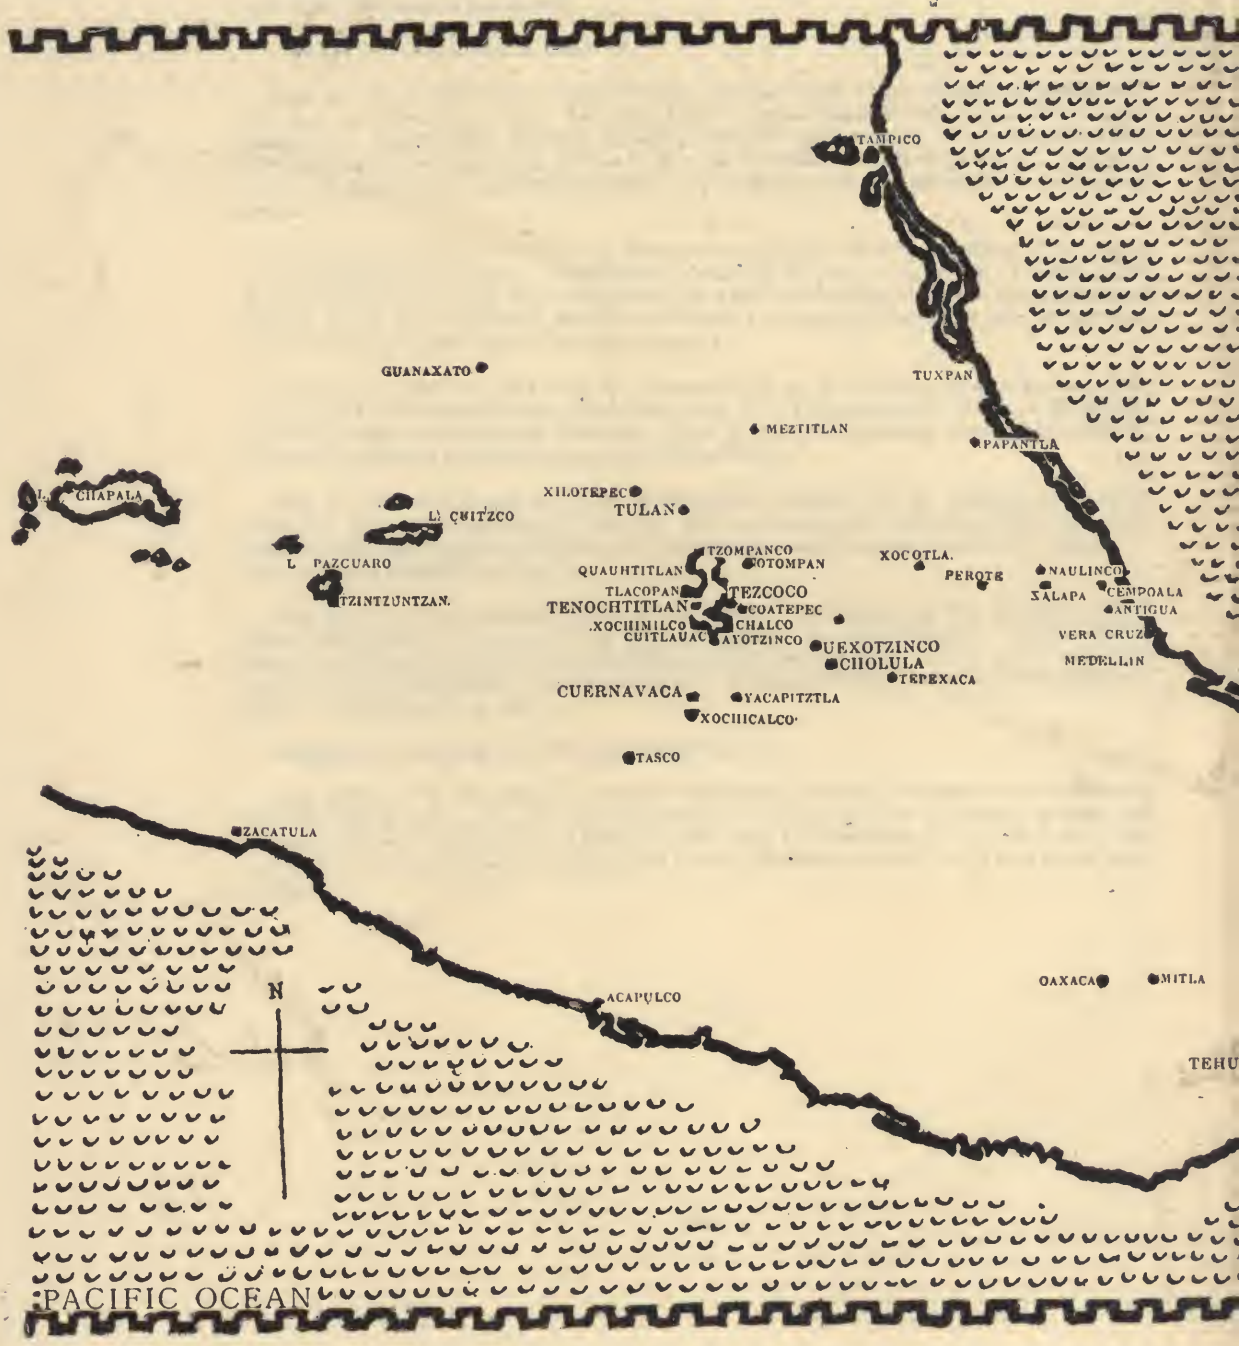 TAMPICO
GUANAXATO
TUXPAN
MEZTITLAN
PAPANTLA
L. CHAPALA
XILOTEPEC
TULAN
L. QUITZCO
TZOMPANCO
OTOMPAN
XOCOTLA.
L PAZCUARO
QUAUHTITLAN
PEROTE
NAULINCO
TZINTZUNTZAN.
TLACOPAN
TEZCOCO
XALAPA
CEMPOALA
TENOCHTITLAN
COATEPEC
ANTIGUA
XOCHIMILCO
CHALCO
CUITLAUAC
AYOTZINCO
VERA CRUZ
UEXOTZINCO
CHOLULA
MEDELLIN
TEPEXACA
CUERNAVACA
YACAPITZTLA
XOCHICALCO
TASCO
ZACATULA
OAXACA
MITLA
N
ACAPULCO
TEHU
PACIFIC OCEAN